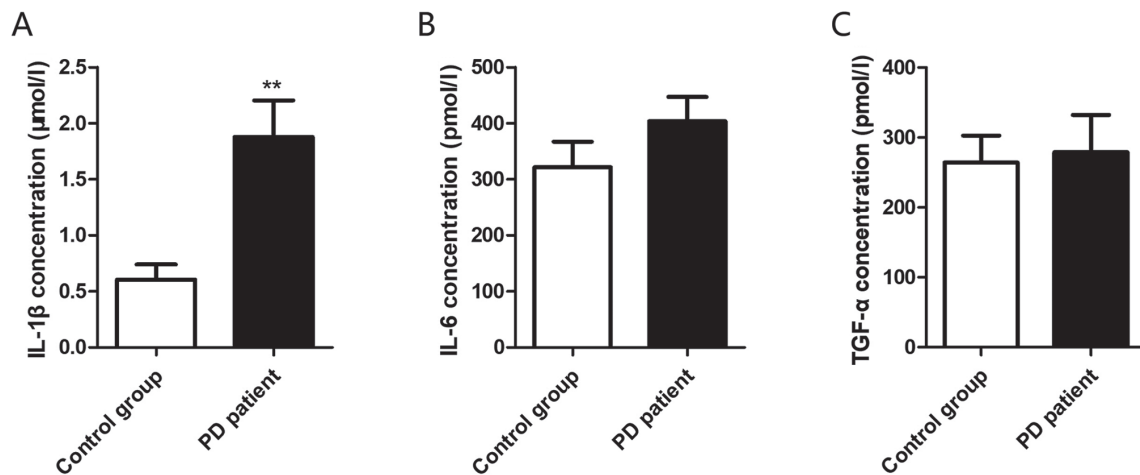 A
IL-1β concentration (μmol/l)
2.5
2.0
1.5
1.0
0.5
0.0
**
Control group
PD patient
B
IL-6 concentration (pmol/l)
500
400
300
200
100
0
Control group
PD patient
C
TGF-α concentration (pmol/l)
400
300
200
100
0
Control group
PD patient